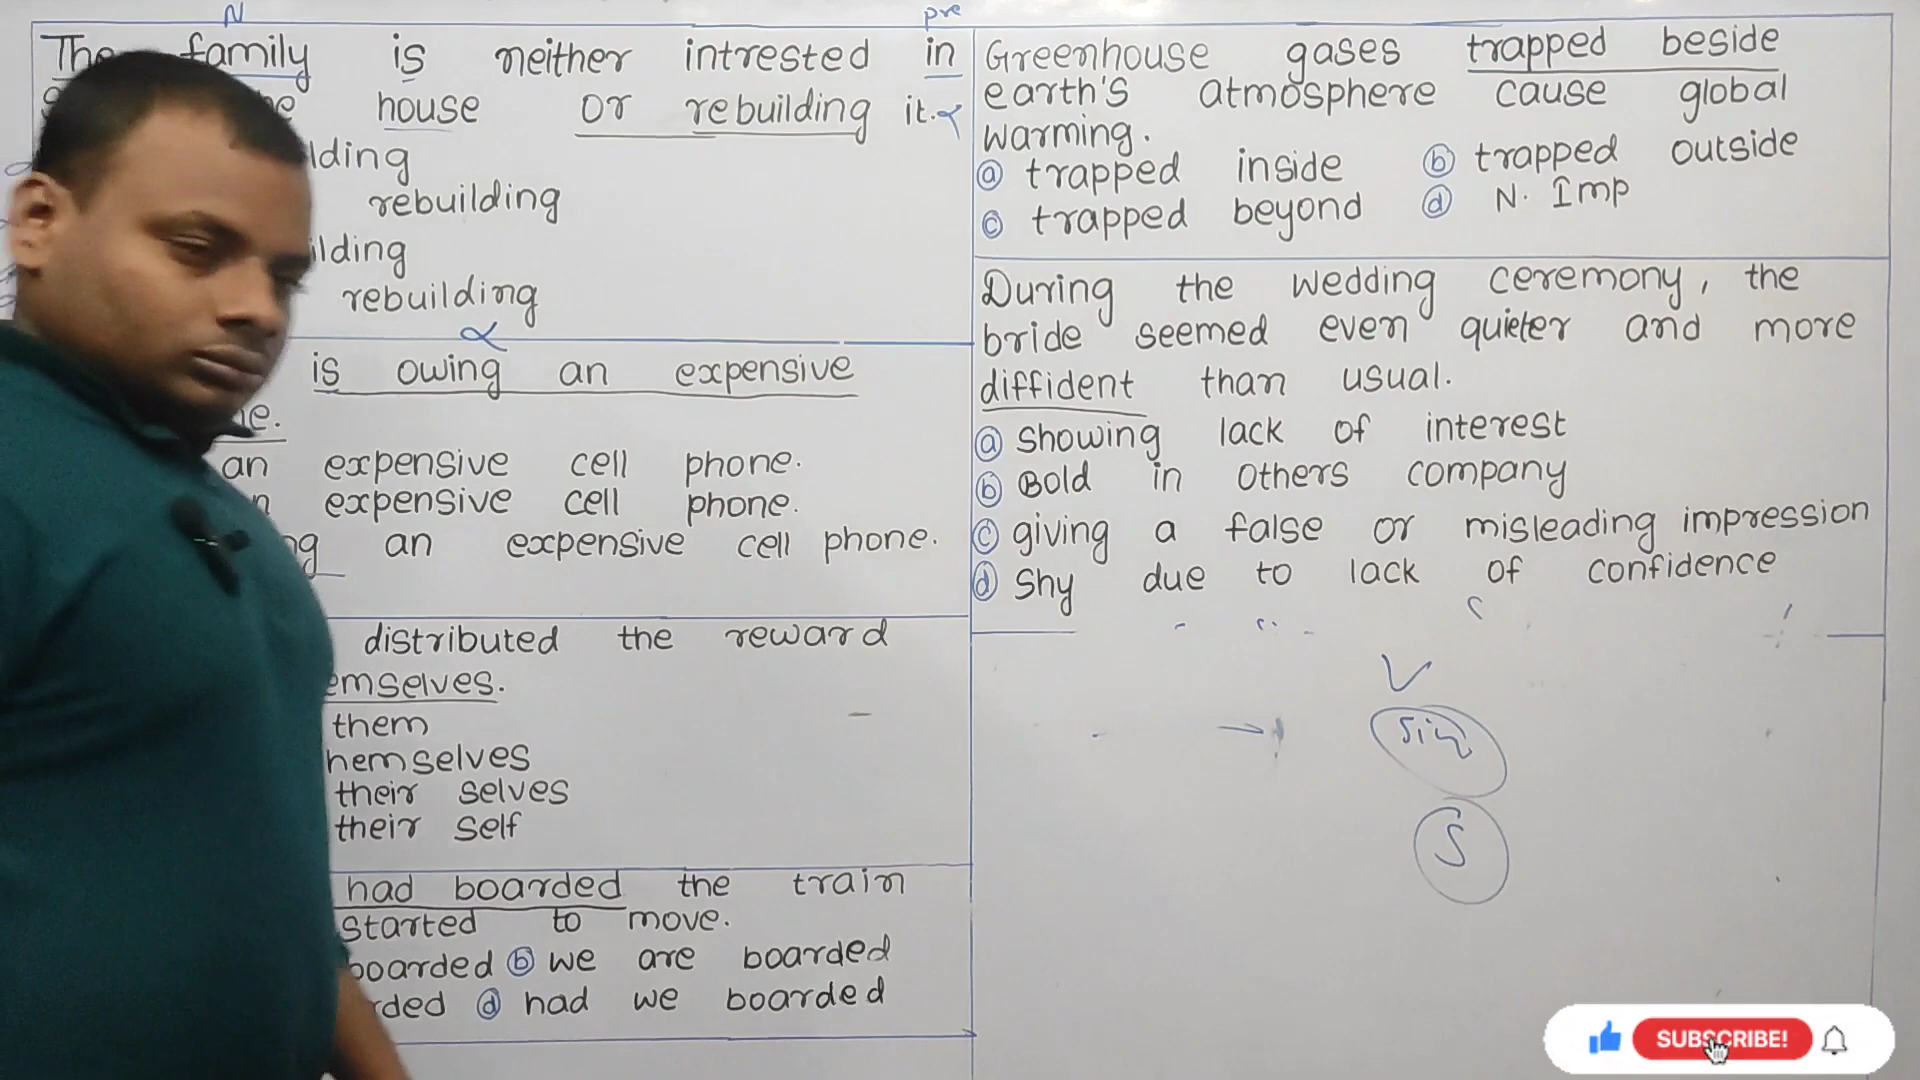 N
pre
The family is neither intrested in
house or rebuilding it.
lding
rebuilding
ilding
rebuilding
is owing an expensive
e.
an expensive cell phone.
n expensive cell phone.
ng an expensive cell phone.
distributed the reward
emselves.
them
hemselves
their selves
their self
had boarded the train
started to move.
boarded ⓑ we are boarded
rded ⓓ had we boarded
Greenhouse gases trapped beside
earth's atmosphere cause global
warming.
ⓐ trapped inside ⓑ trapped outside
ⓒ trapped beyond ⓓ N. Imp
During the wedding ceremony, the
bride seemed even quieter and more
diffident than usual.
ⓐ Showing lack of interest
ⓑ Bold in others company
ⓒ giving a false or misleading impression
ⓓ Shy due to lack of confidence
V
S
SUBSCRIBE!